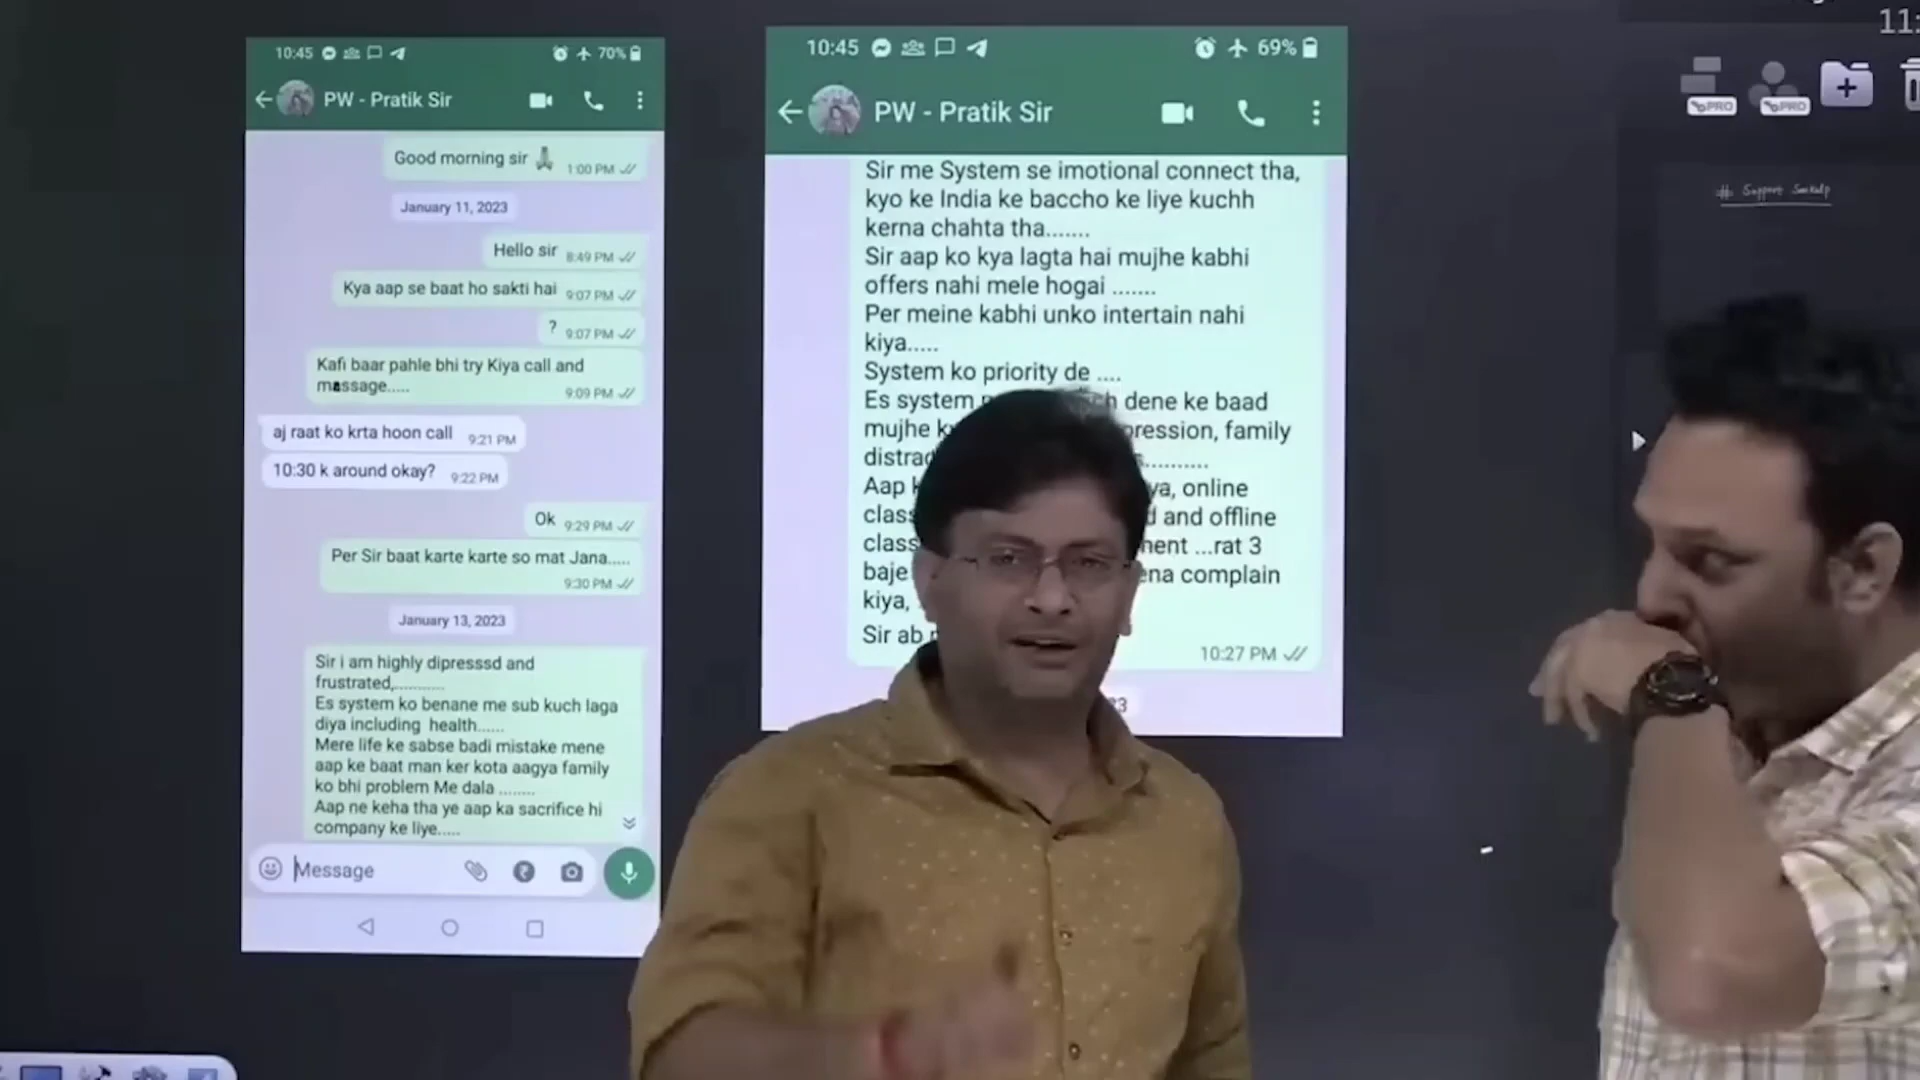 10:45
70%
PW - Pratik Sir
Good morning sir 🙏
1:00 PM
January 11, 2023
Hello sir
8:49 PM
Kya aap se baat ho sakti hai
9:07 PM
?
9:07 PM
Kafi baar pahle bhi try Kiya call and
massage.....
9:09 PM
aj raat ko krta hoon call
9:21 PM
10:30 k around okay?
9:22 PM
Ok
9:29 PM
Per Sir baat karte karte so mat Jana.....
9:30 PM
January 13, 2023
Sir i am highly dipresssd and
frustrated,............
Es system ko benane me sub kuch laga
diya including health......
Mere life ke sabse badi mistake mene
aap ke baat man ker kota aagya family
ko bhi problem Me dala ........
Aap ne keha tha ye aap ka sacrifice hi
company ke liye.....
Message
10:45
69%
PW - Pratik Sir
Sir me System se imotional connect tha,
kyo ke India ke baccho ke liye kuchh
kerna chahta tha.......
Sir aap ko kya lagta hai mujhe kabhi
offers nahi mele hogai .......
Per meine kabhi unko intertain nahi
kiya.....
System ko priority de ....
Es system dene ke baad
mujhe family
Aap online
and offline
...rat 3
baje complain
kiya,
Sir ab
10:27 PM
11:
PRO
PRO
# Support Sankalp